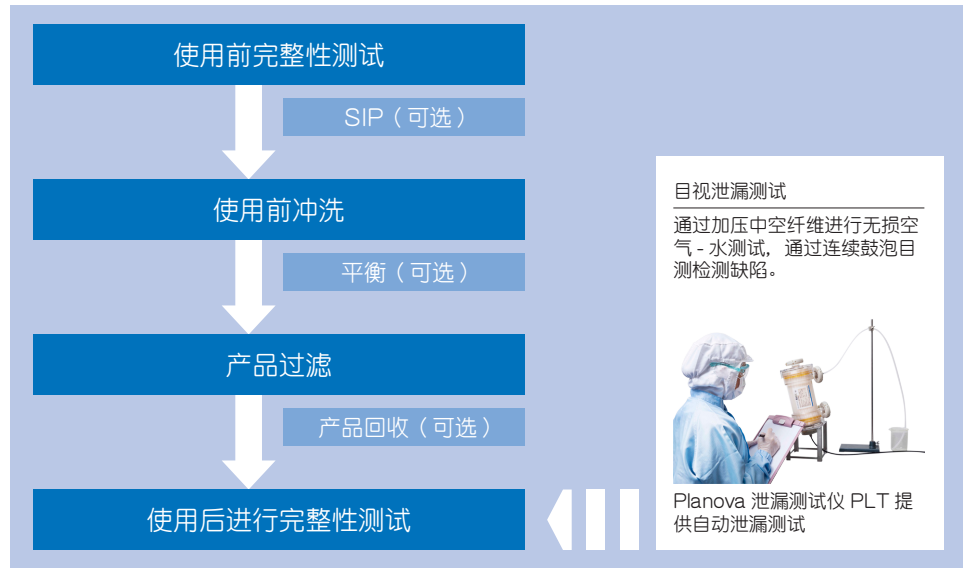 使用前完整性测试
SIP（可选）
使用前冲洗
平衡（可选）
产品过滤
产品回收（可选）
使用后进行完整性测试
目视泄漏测试
通过加压中空纤维进行无损空
气 - 水测试，通过连续鼓泡目
测检测缺陷。
Planova 泄漏测试仪 PLT 提
供自动泄漏测试